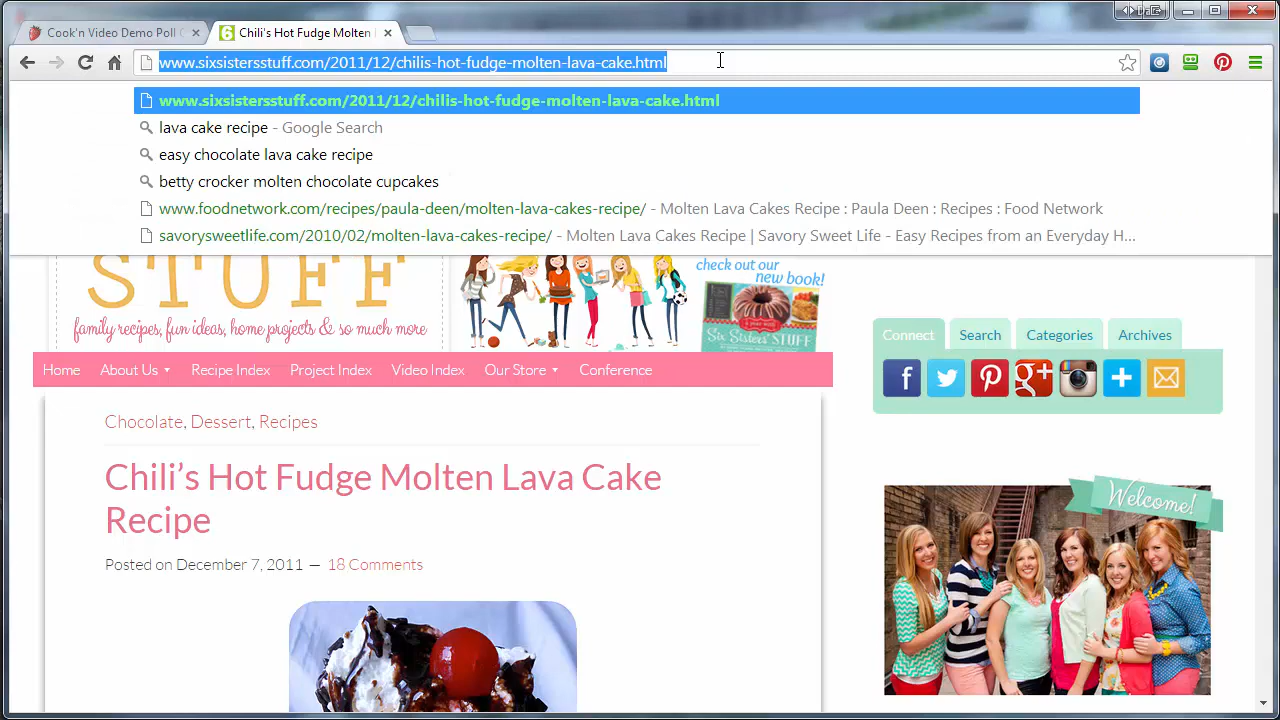 Cook'n Video Demo Poll C
Chili's Hot Fudge Molten
www.sixsistersstuff.com/2011/12/chilis-hot-fudge-molten-lava-cake.html
www.sixsistersstuff.com/2011/12/chilis-hot-fudge-molten-lava-cake.html
lava cake recipe - Google Search
easy chocolate lava cake recipe
betty crocker molten chocolate cupcakes
www.foodnetwork.com/recipes/paula-deen/molten-lava-cakes-recipe/ - Molten Lava Cakes Recipe : Paula Deen : Recipes : Food Network
savorysweetlife.com/2010/02/molten-lava-cakes-recipe/ - Molten Lava Cakes Recipe | Savory Sweet Life - Easy Recipes from an Everyday H...
STUFF
family recipes, fun ideas, home projects & so much more
check out our
new book!
Six Sisters' STUFF
Home About Us Recipe Index Project Index Video Index Our Store Conference
Connect Search Categories Archives
Chocolate, Dessert, Recipes
Chili's Hot Fudge Molten Lava Cake
Recipe
Posted on December 7, 2011 — 18 Comments
Welcome!